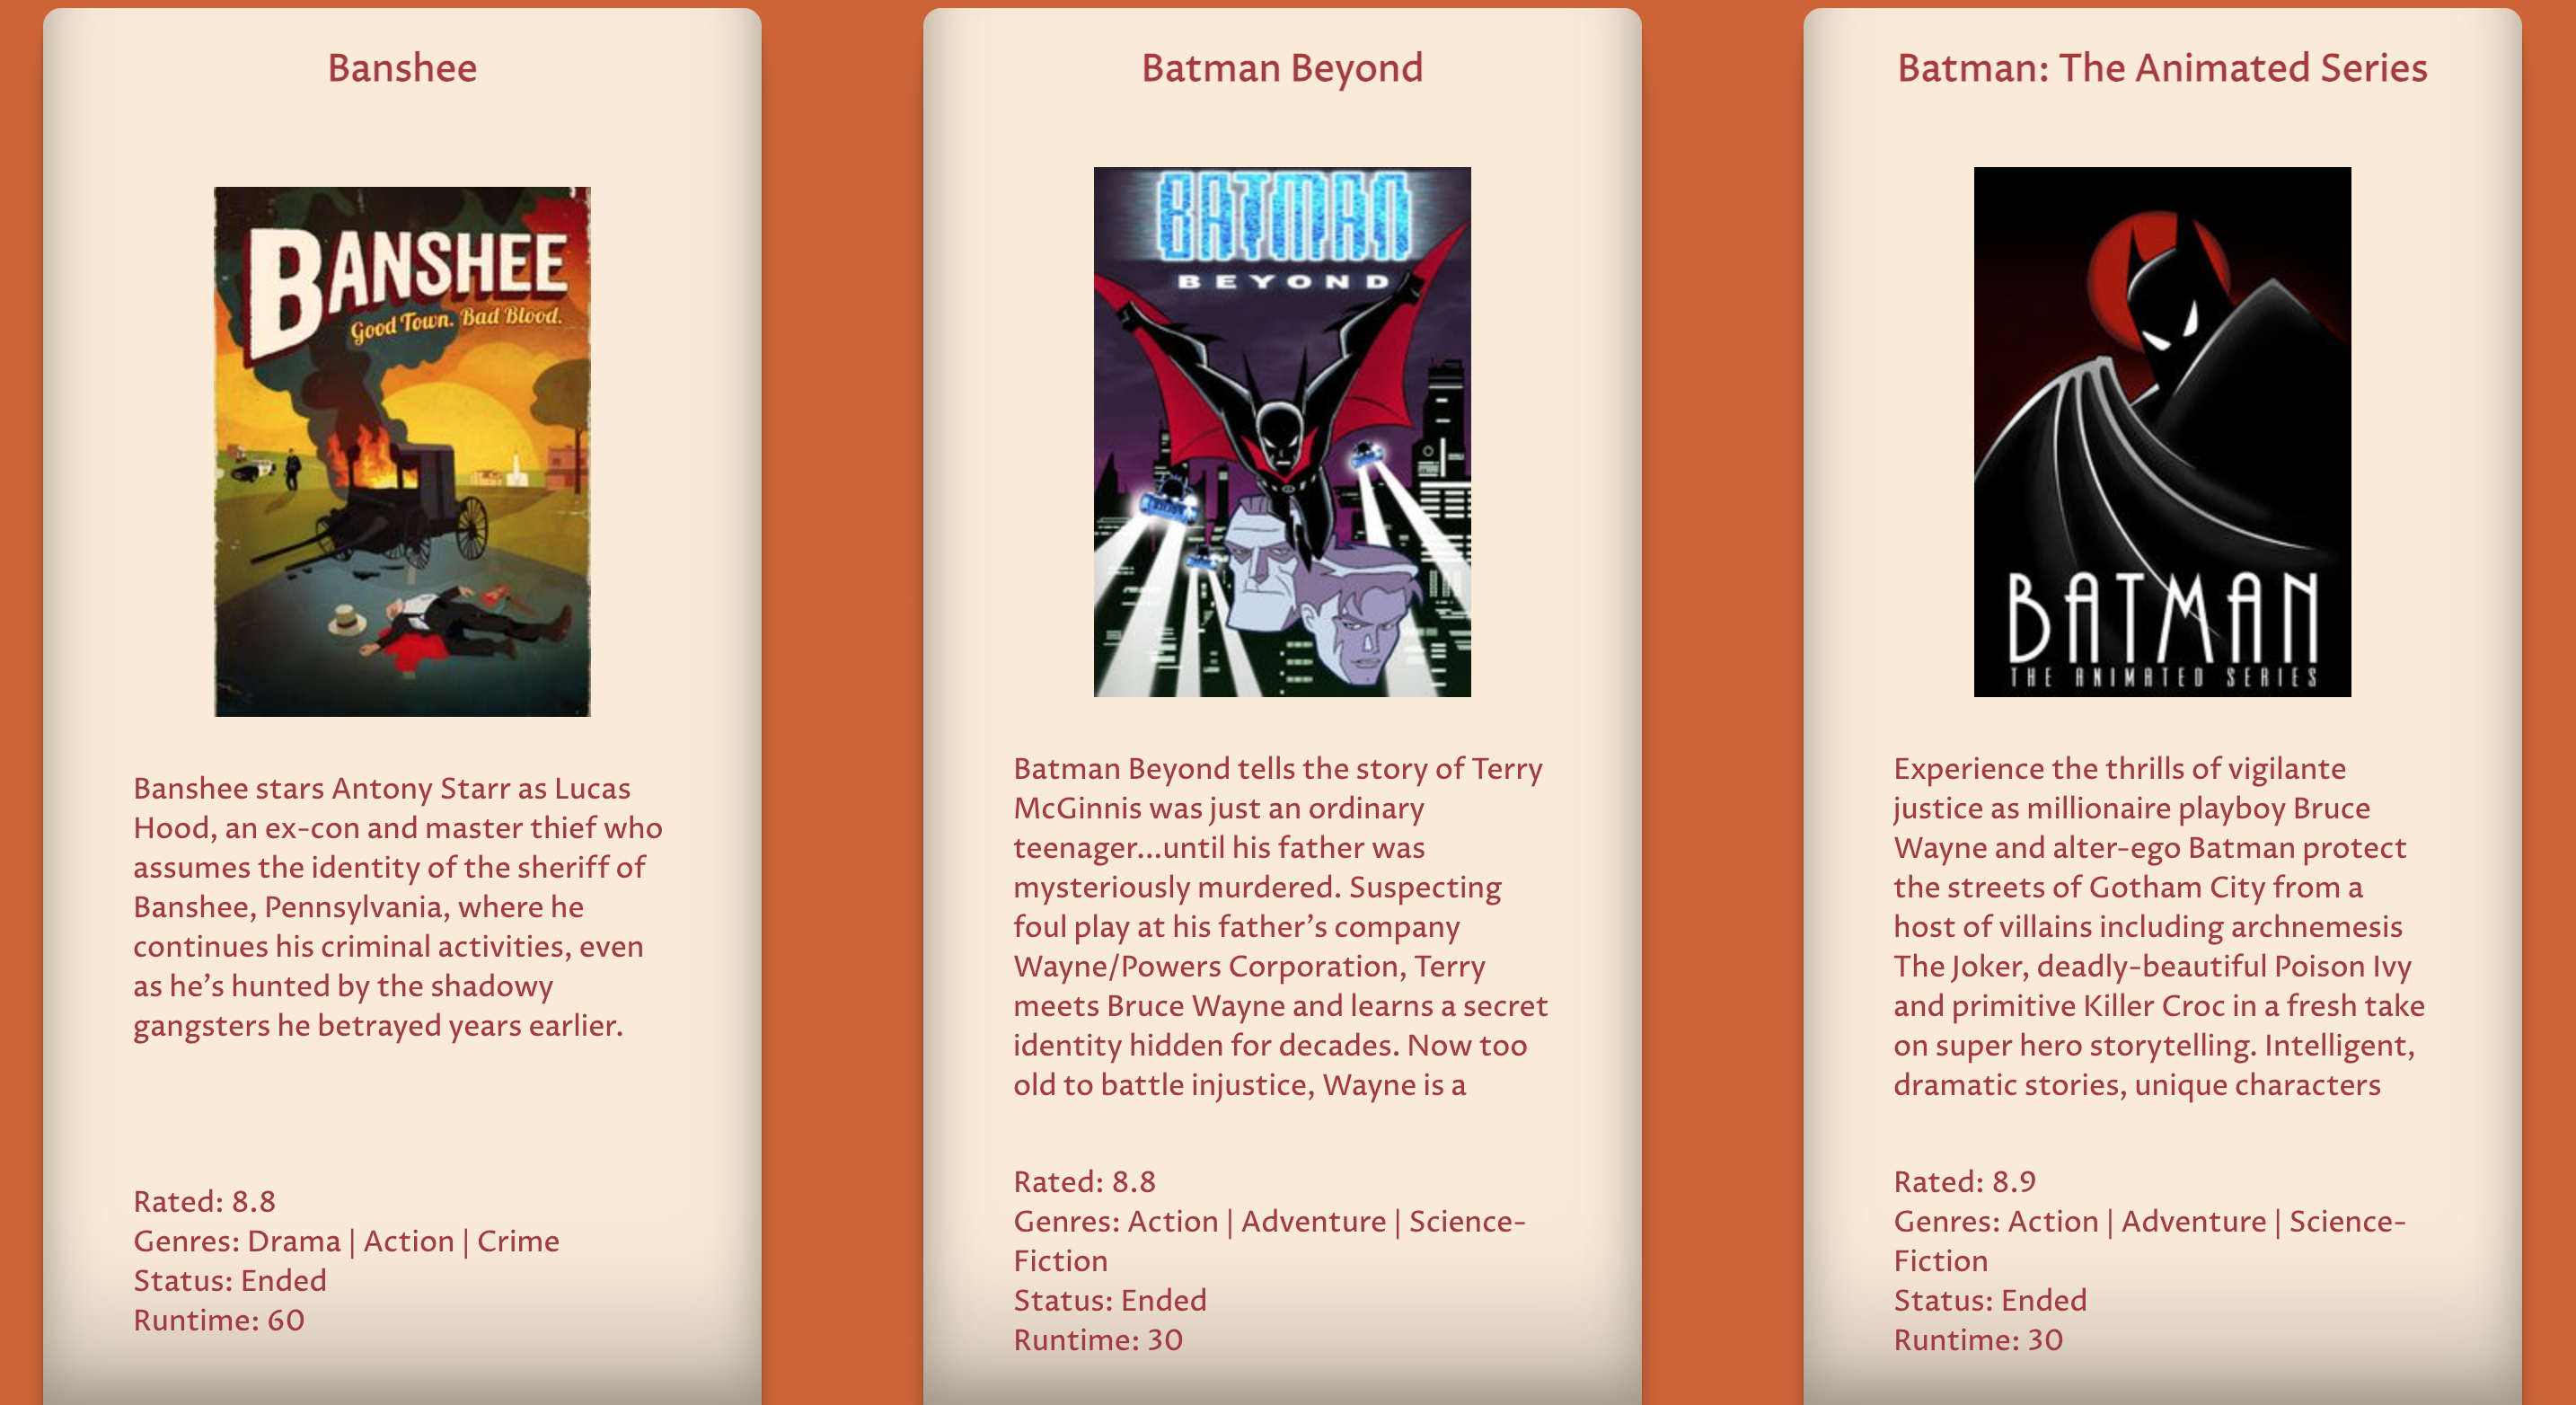 Banshee
BANSHEE
Good Town. Bad Blood.
Banshee stars Antony Starr as Lucas
Hood, an ex-con and master thief who
assumes the identity of the sheriff of
Banshee, Pennsylvania, where he
continues his criminal activities, even
as he’s hunted by the shadowy
gangsters he betrayed years earlier.
Rated: 8.8
Genres: Drama | Action | Crime
Status: Ended
Runtime: 60
Batman Beyond
BATMAN
BEYOND
Batman Beyond tells the story of Terry
McGinnis was just an ordinary
teenager...until his father was
mysteriously murdered. Suspecting
foul play at his father’s company
Wayne/Powers Corporation, Terry
meets Bruce Wayne and learns a secret
identity hidden for decades. Now too
old to battle injustice, Wayne is a
Rated: 8.8
Genres: Action | Adventure | Science-
Fiction
Status: Ended
Runtime: 30
Batman: The Animated Series
BATMAN
THE ANIMATED SERIES
Experience the thrills of vigilante
justice as millionaire playboy Bruce
Wayne and alter-ego Batman protect
the streets of Gotham City from a
host of villains including archnemesis
The Joker, deadly-beautiful Poison Ivy
and primitive Killer Croc in a fresh take
on super hero storytelling. Intelligent,
dramatic stories, unique characters
Rated: 8.9
Genres: Action | Adventure | Science-
Fiction
Status: Ended
Runtime: 30